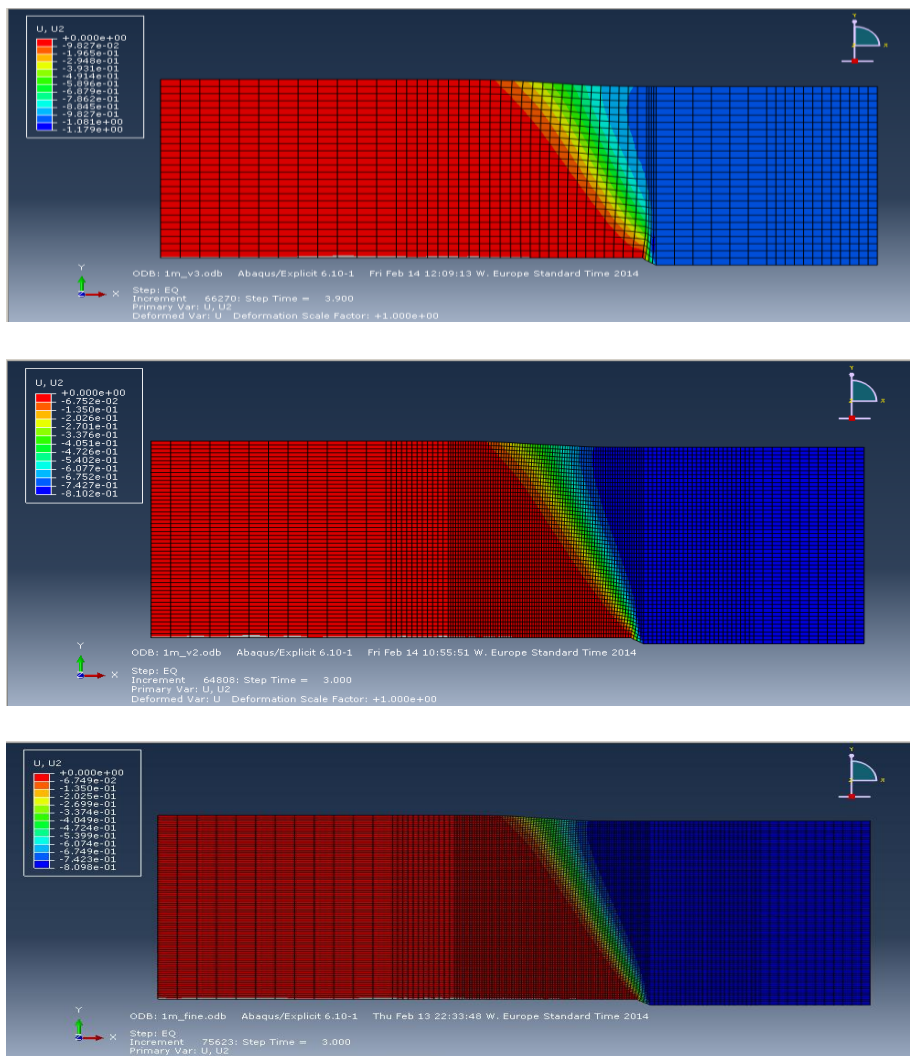 U, U2
+0.000e+00
-9.827e-02
-1.965e-01
-2.948e-01
-3.931e-01
-4.914e-01
-5.896e-01
-6.879e-01
-7.862e-01
-8.845e-01
-9.827e-01
-1.081e+00
-1.179e+00
Y
X
Y
X
ODB: 1m_v3.odb Abaqus/Explicit 6.10-1 Fri Feb 14 12:09:13 W. Europe Standard Time 2014
Step: EQ
Increment 66270: Step Time = 3.900
Primary Var: U, U2
Deformed Var: U Deformation Scale Factor: +1.000e+00
U, U2
+0.000e+00
-6.752e-02
-1.350e-01
-2.026e-01
-2.701e-01
-3.376e-01
-4.051e-01
-4.726e-01
-5.402e-01
-6.077e-01
-6.752e-01
-7.427e-01
-8.102e-01
Y
X
Y
X
ODB: 1m_v2.odb Abaqus/Explicit 6.10-1 Fri Feb 14 10:55:51 W. Europe Standard Time 2014
Step: EQ
Increment 64808: Step Time = 3.000
Primary Var: U, U2
Deformed Var: U Deformation Scale Factor: +1.000e+00
U, U2
+0.000e+00
-6.749e-02
-1.350e-01
-2.025e-01
-2.699e-01
-3.374e-01
-4.049e-01
-4.724e-01
-5.399e-01
-6.074e-01
-6.749e-01
-7.423e-01
-8.098e-01
Y
X
Y
X
ODB: 1m_fine.odb Abaqus/Explicit 6.10-1 Thu Feb 13 22:33:48 W. Europe Standard Time 2014
Step: EQ
Increment 75623: Step Time = 3.000
Primary Var: U, U2